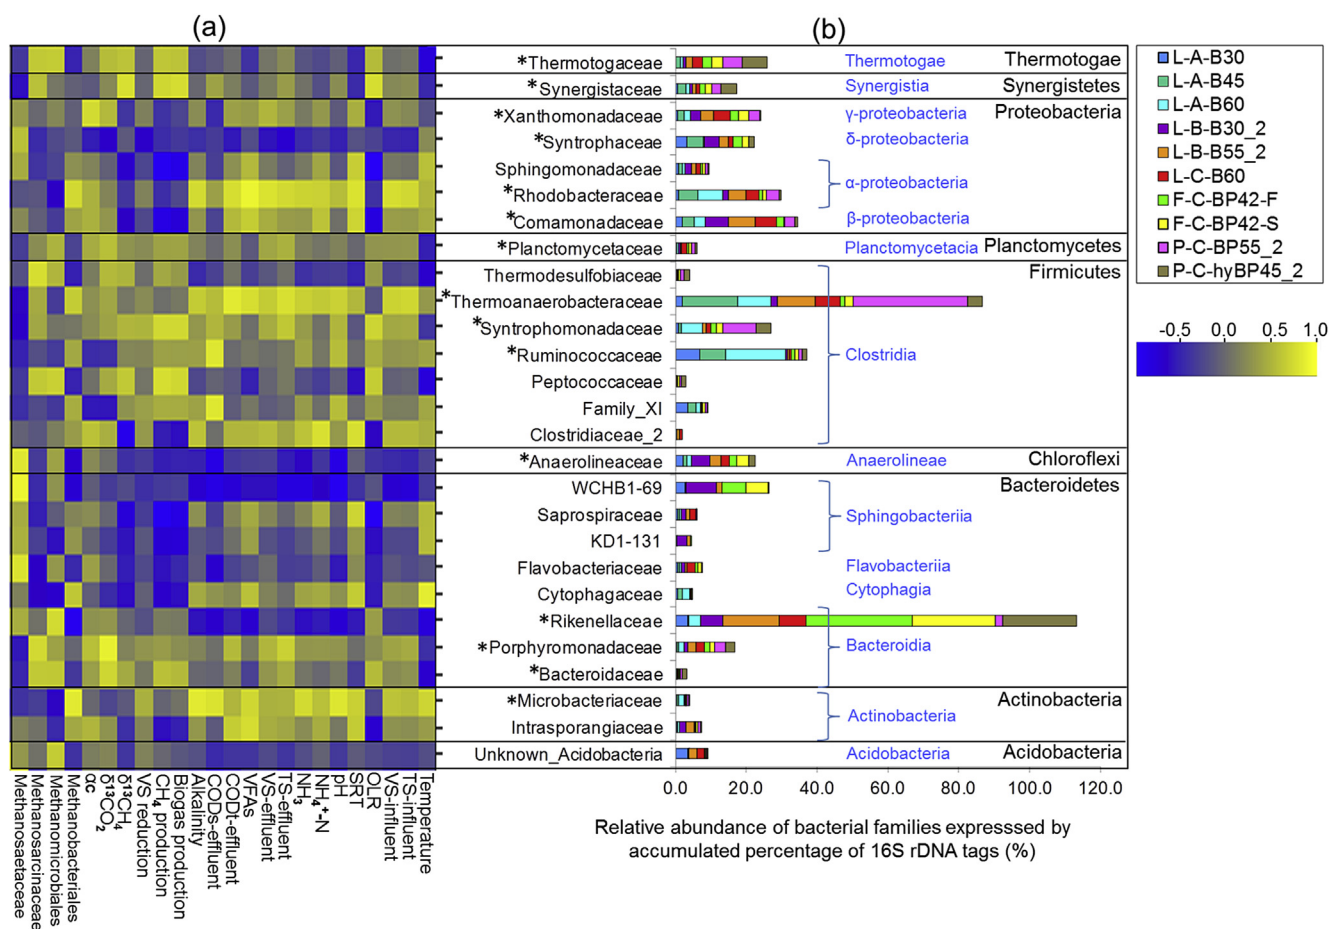 (a)
(b)
*Thermotogaceae Thermotogae Thermotogae
*Synergistaceae Synergistia Synergistetes
*Xanthomonadaceae γ-proteobacteria Proteobacteria
*Syntrophaceae δ-proteobacteria
Sphingomonadaceae
α-proteobacteria
*Rhodobacteraceae
*Comamonadaceae β-proteobacteria
*Planctomycetaceae Planctomycetacia Planctomycetes
Thermodesulfobiaceae Firmicutes
*Thermoanaerobacteraceae
*Syntrophomonadaceae
*Ruminococcaceae Clostridia
Peptococcaceae
Family_XI
Clostridiaceae_2
*Anaerolineaceae Anaerolineae Chloroflexi
WCHB1-69 Bacteroidetes
Saprospiraceae Sphingobacteriia
KD1-131
Flavobacteriaceae Flavobacteriia
Cytophagaceae Cytophagia
*Rikenellaceae
*Porphyromonadaceae Bacteroidia
*Bacteroidaceae
*Microbacteriaceae Actinobacteria
Intrasporangiaceae Actinobacteria
Unknown_Acidobacteria Acidobacteria Acidobacteria
L-A-B30
L-A-B45
L-A-B60
L-B-B30_2
L-B-B55_2
L-C-B60
F-C-BP42-F
F-C-BP42-S
P-C-BP55_2
P-C-hyBP45_2
-0.5 0.0 0.5 1.0
Methanosaetaceae
Methanosarcinaceae
Methanomicrobiales
Methanobacteriales
αc
δ¹³CO₂
δ¹³CH₄
VS reduction
CH₄ production
Biogas production
Alkalinity
CODs-effluent
CODt-effluent
VFAs
VS-effluent
TS-effluent
NH₃
NH₄⁺-N
pH
SRT
OLR
VS-influent
TS-influent
Temperature
0.0 20.0 40.0 60.0 80.0 100.0 120.0
Relative abundance of bacterial families expresssed by
accumulated percentage of 16S rDNA tags (%)